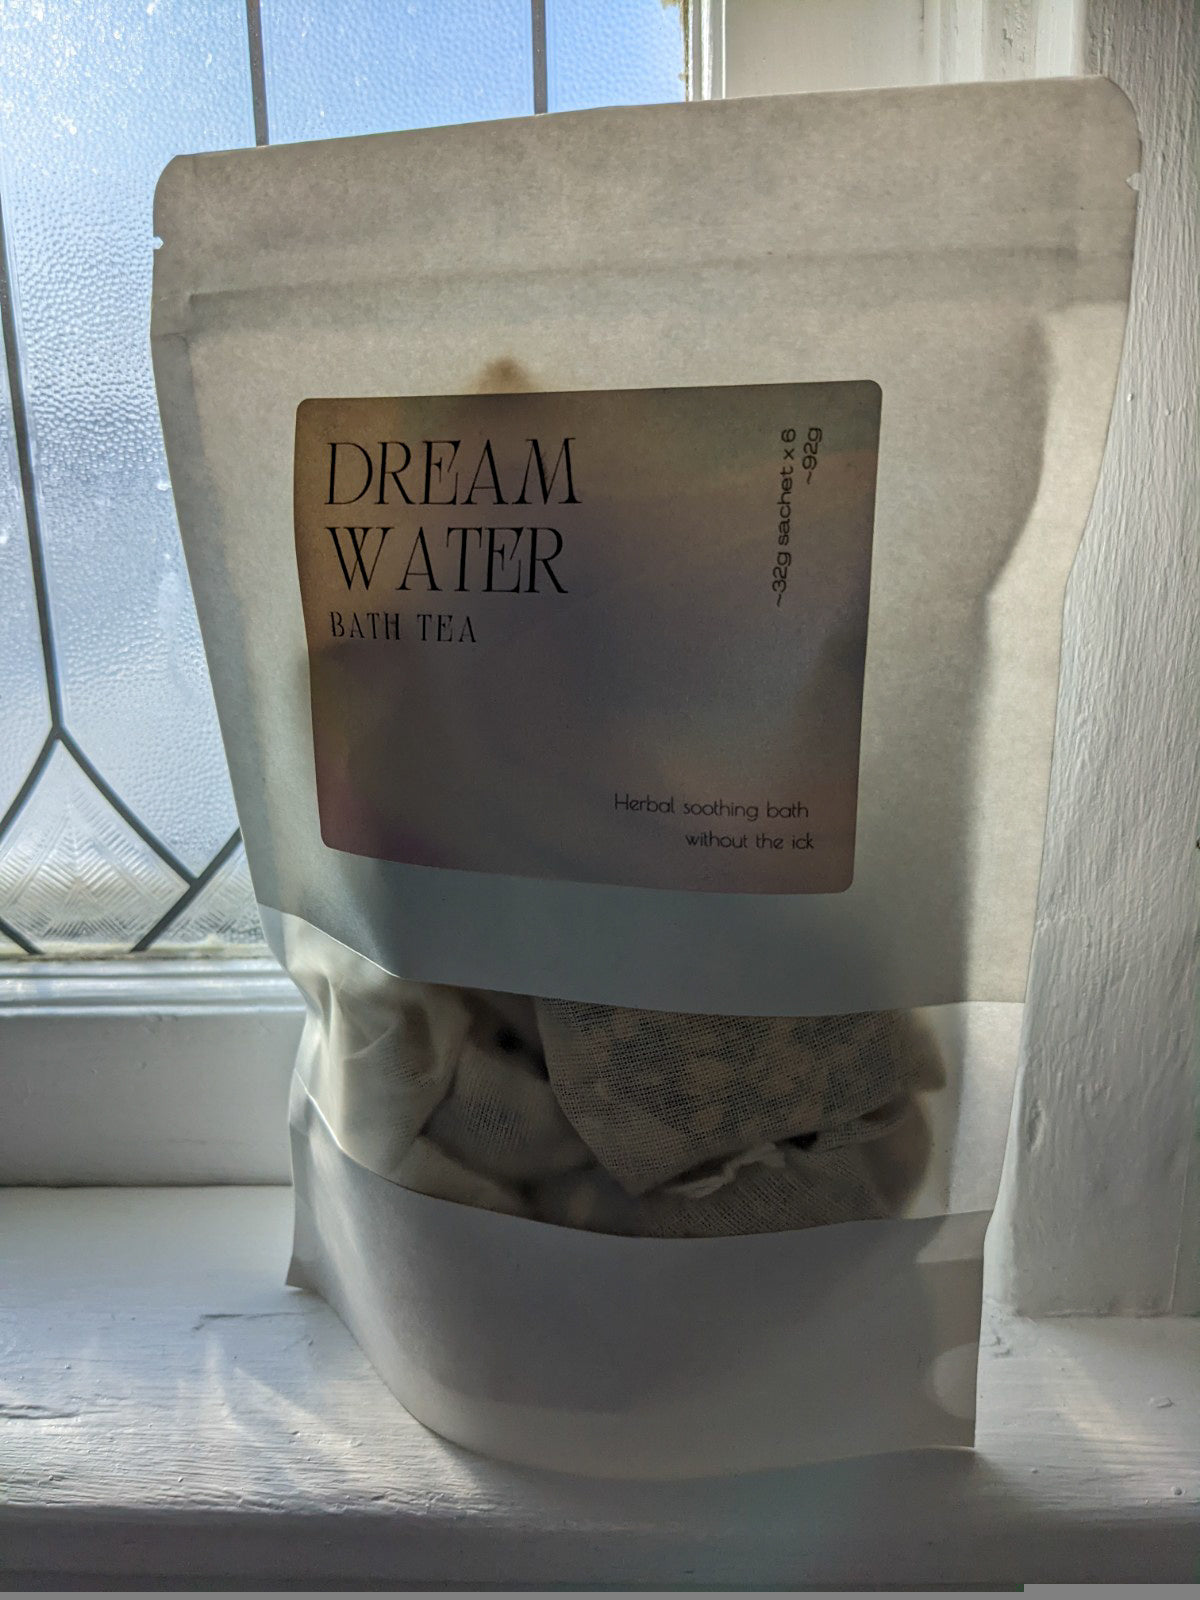 DREAM
WATER
BATH TEA
~32g sachet x 6
~92g
Herbal soothing bath
without the ick